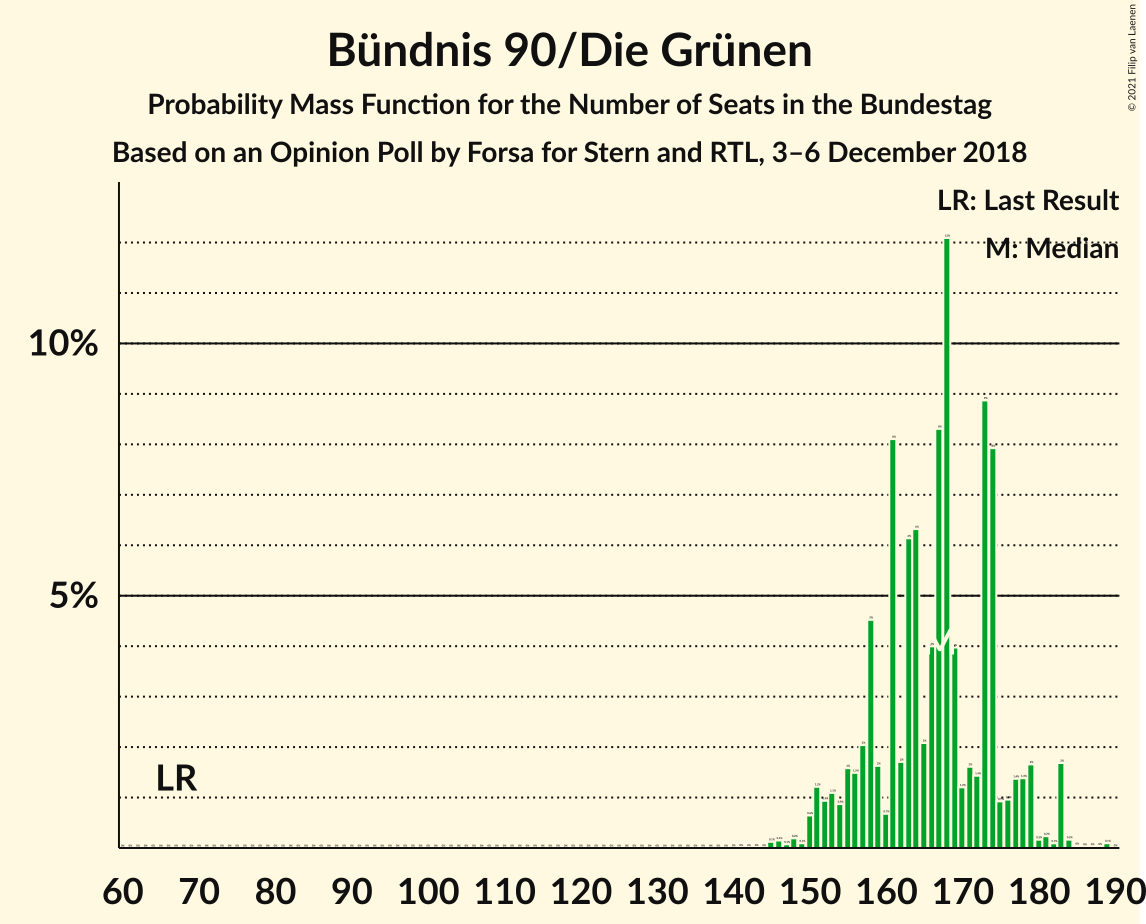 Bündnis 90/Die Grünen
Probability Mass Function for the Number of Seats in the Bundestag
Based on an Opinion Poll by Forsa for Stern and RTL, 3–6 December 2018
© 2021 Filip van Laenen
LR: Last Result
M: Median
10%
5%
LR
M
60 70 80 90 100 110 120 130 140 150 160 170 180 190